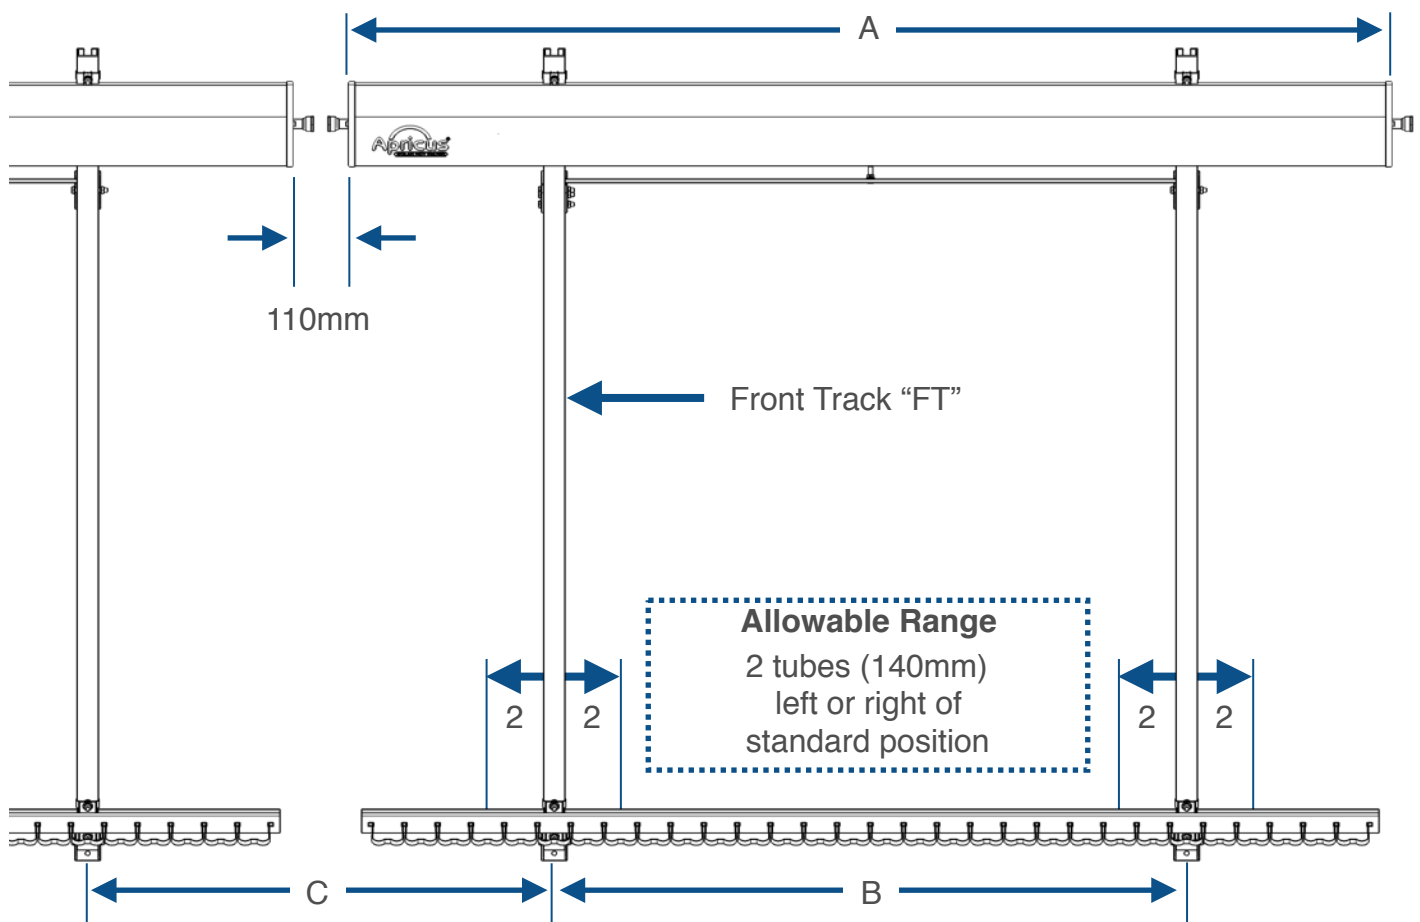 A
Apricus
110mm
Front Track “FT”
Allowable Range
2 tubes (140mm)
left or right of
standard position
2
2
2
2
C
B